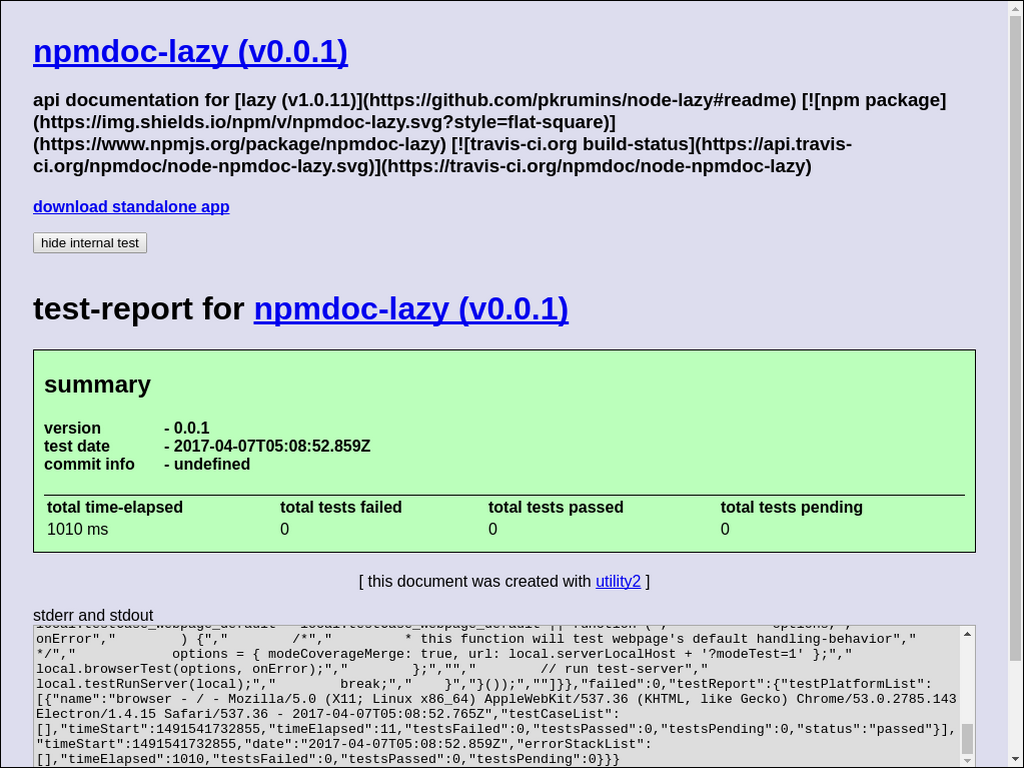 npmdoc-lazy (v0.0.1)
api documentation for [lazy (v1.0.11)](https://github.com/pkrumins/node-lazy#readme) [![npm package]
(https://img.shields.io/npm/v/npmdoc-lazy.svg?style=flat-square)]
(https://www.npmjs.org/package/npmdoc-lazy) [![travis-ci.org build-status](https://api.travis-
ci.org/npmdoc/node-npmdoc-lazy.svg)](https://travis-ci.org/npmdoc/node-npmdoc-lazy)
download standalone app
hide internal test
test-report for npmdoc-lazy (v0.0.1)
summary
version - 0.0.1
test date - 2017-04-07T05:08:52.859Z
commit info - undefined
total time-elapsed total tests failed total tests passed total tests pending
1010 ms 0 0 0
[ this document was created with utility2 ]
stderr and stdout
onError","        ) {","        /*","         * this function will test webpage's default handling-behavior","
*/","            options = { modeCoverageMerge: true, url: local.serverLocalHost + '?modeTest=1' };","
local.browserTest(options, onError);","        };","","        // run test-server","
local.testRunServer(local);","        break;","    }","}());",""]}},"failed":0,"testReport":{"testPlatformList":
[{"name":"browser - / - Mozilla/5.0 (X11; Linux x86_64) AppleWebKit/537.36 (KHTML, like Gecko) Chrome/53.0.2785.143
Electron/1.4.15 Safari/537.36 - 2017-04-07T05:08:52.765Z","testCaseList":
[],"timeStart":1491541732855,"timeElapsed":11,"testsFailed":0,"testsPassed":0,"testsPending":0,"status":"passed"}],
"timeStart":1491541732855,"date":"2017-04-07T05:08:52.859Z","errorStackList":
[],"timeElapsed":1010,"testsFailed":0,"testsPassed":0,"testsPending":0}}}